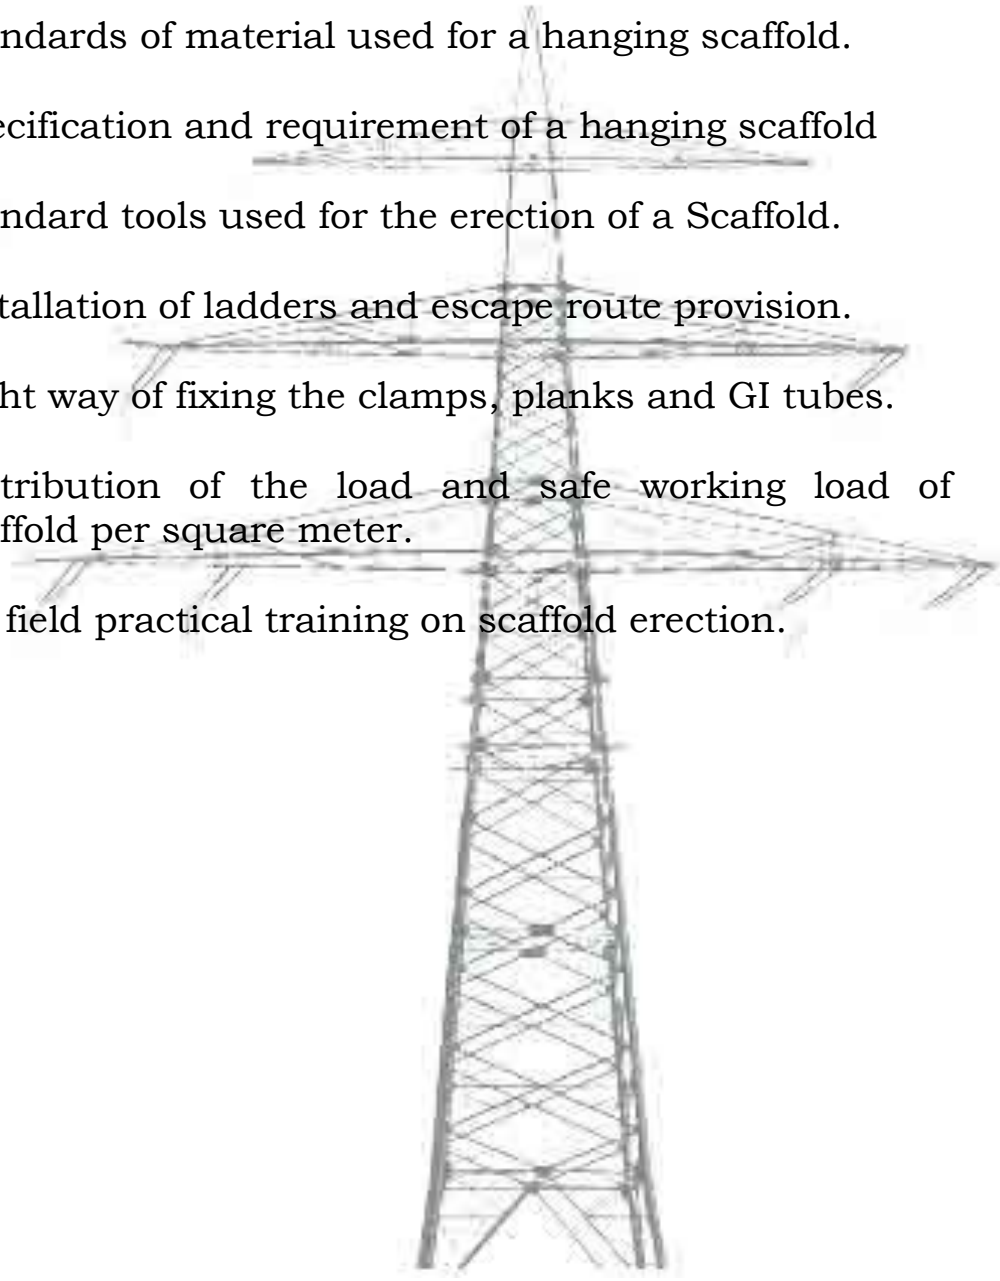 ndards of material used for a hanging scaffold.
ecification and requirement of a hanging scaffold
ndard tools used for the erection of a Scaffold.
tallation of ladders and escape route provision.
ht way of fixing the clamps, planks and GI tubes.
tribution of the load and safe working load of
ffold per square meter.
field practical training on scaffold erection.